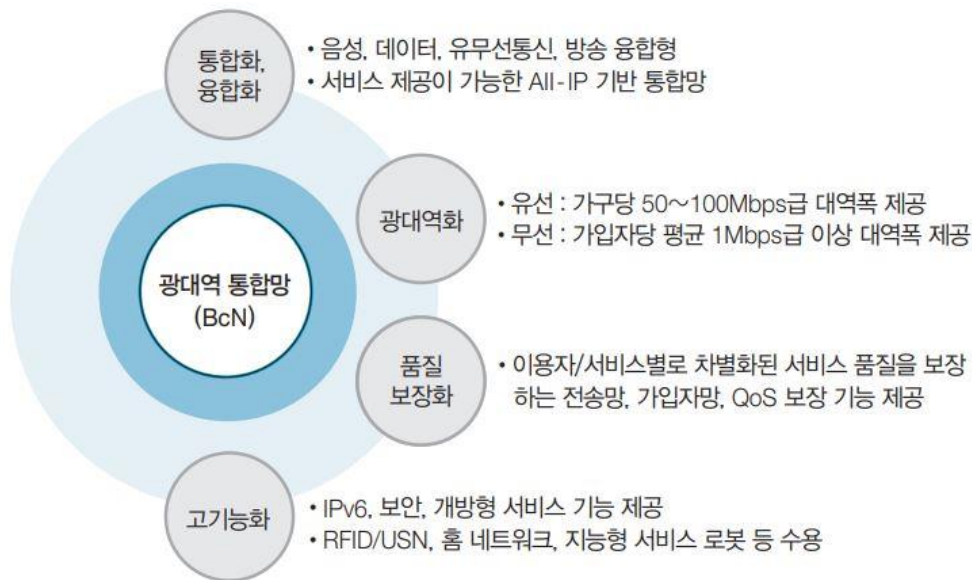 통합화,
융합화
• 음성, 데이터, 유무선통신, 방송 융합형
• 서비스 제공이 가능한 All-IP 기반 통합망
광대역화
• 유선 : 가구당 50~100Mbps급 대역폭 제공
• 무선 : 가입자당 평균 1Mbps급 이상 대역폭 제공
광대역 통합망
(BcN)
품질
보장화
• 이용자/서비스별로 차별화된 서비스 품질을 보장
하는 전송망, 가입자망, QoS 보장 기능 제공
고기능화
• IPv6, 보안, 개방형 서비스 기능 제공
• RFID/USN, 홈 네트워크, 지능형 서비스 로봇 등 수용